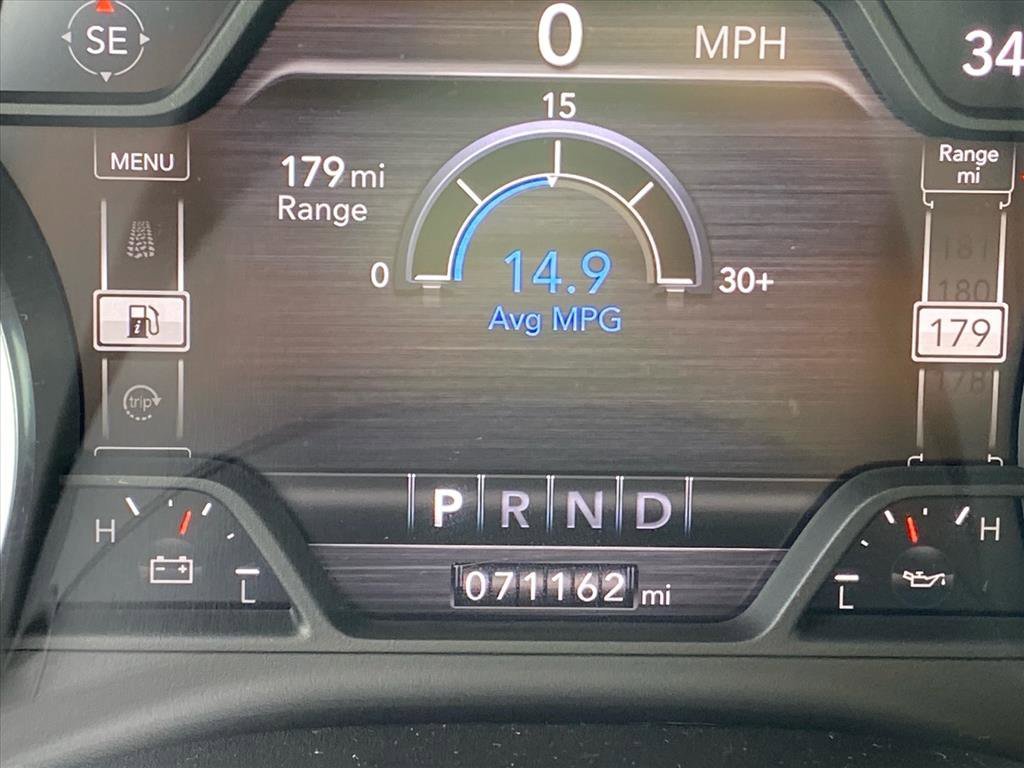 SE
0 MPH
34
15
MENU
179 mi
Range
Range
mi
0
30+
14.9
Avg MPG
181
180
179
178
i
trip
P R N D
H
L
071162 mi
H
L